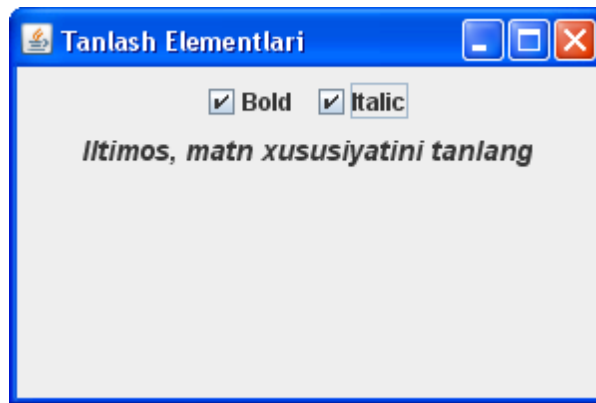 Tanlash Elementlari
Bold Italic
Iltimos, matn xususiyatini tanlang